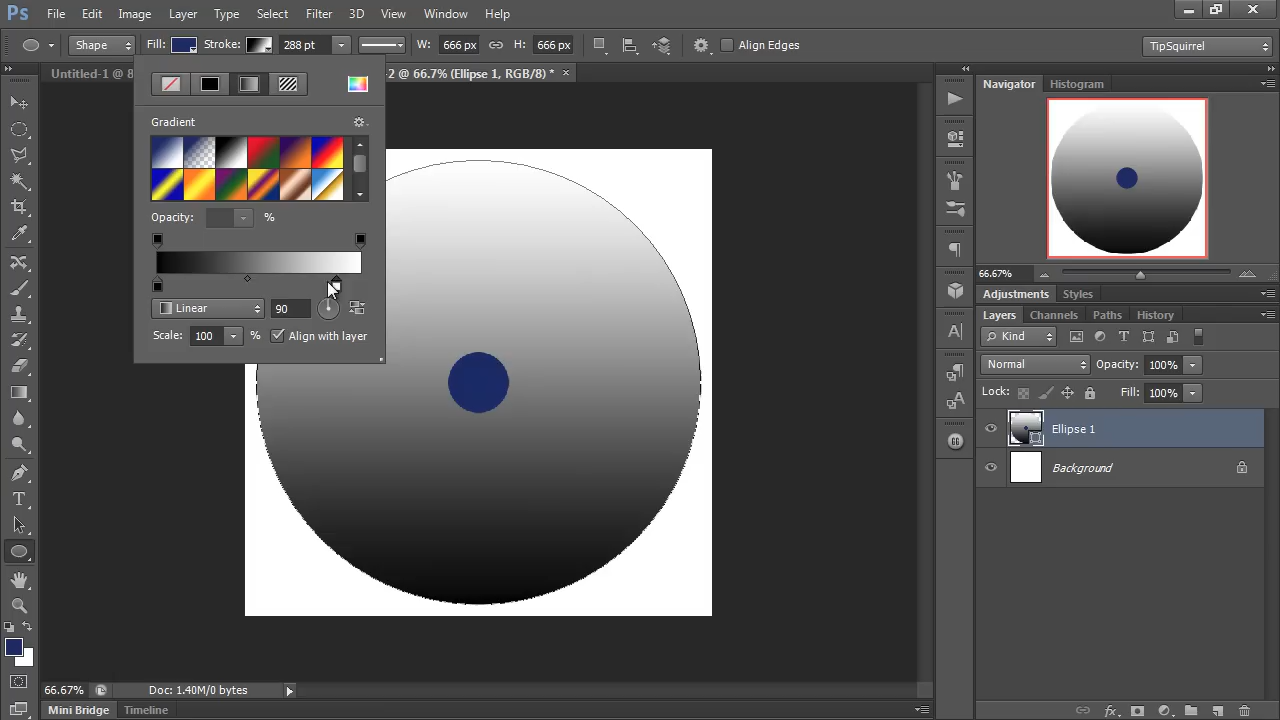 Ps File Edit Image Layer Type Select Filter 3D View Window Help
Shape Fill: Stroke: 288 pt W: 666 px H: 666 px Align Edges TipSquirrel
Untitled-1 @ 8 2 @ 66.7% (Ellipse 1, RGB/8) * ×
Navigator Histogram
Gradient
Opacity: %
Linear 90
Scale: 100 % Align with layer
66.67%
Adjustments Styles
Layers Channels Paths History
Kind
Normal Opacity: 100%
Lock: Fill: 100%
Ellipse 1
Background
66.67% Doc: 1.40M/0 bytes
Mini Bridge Timeline